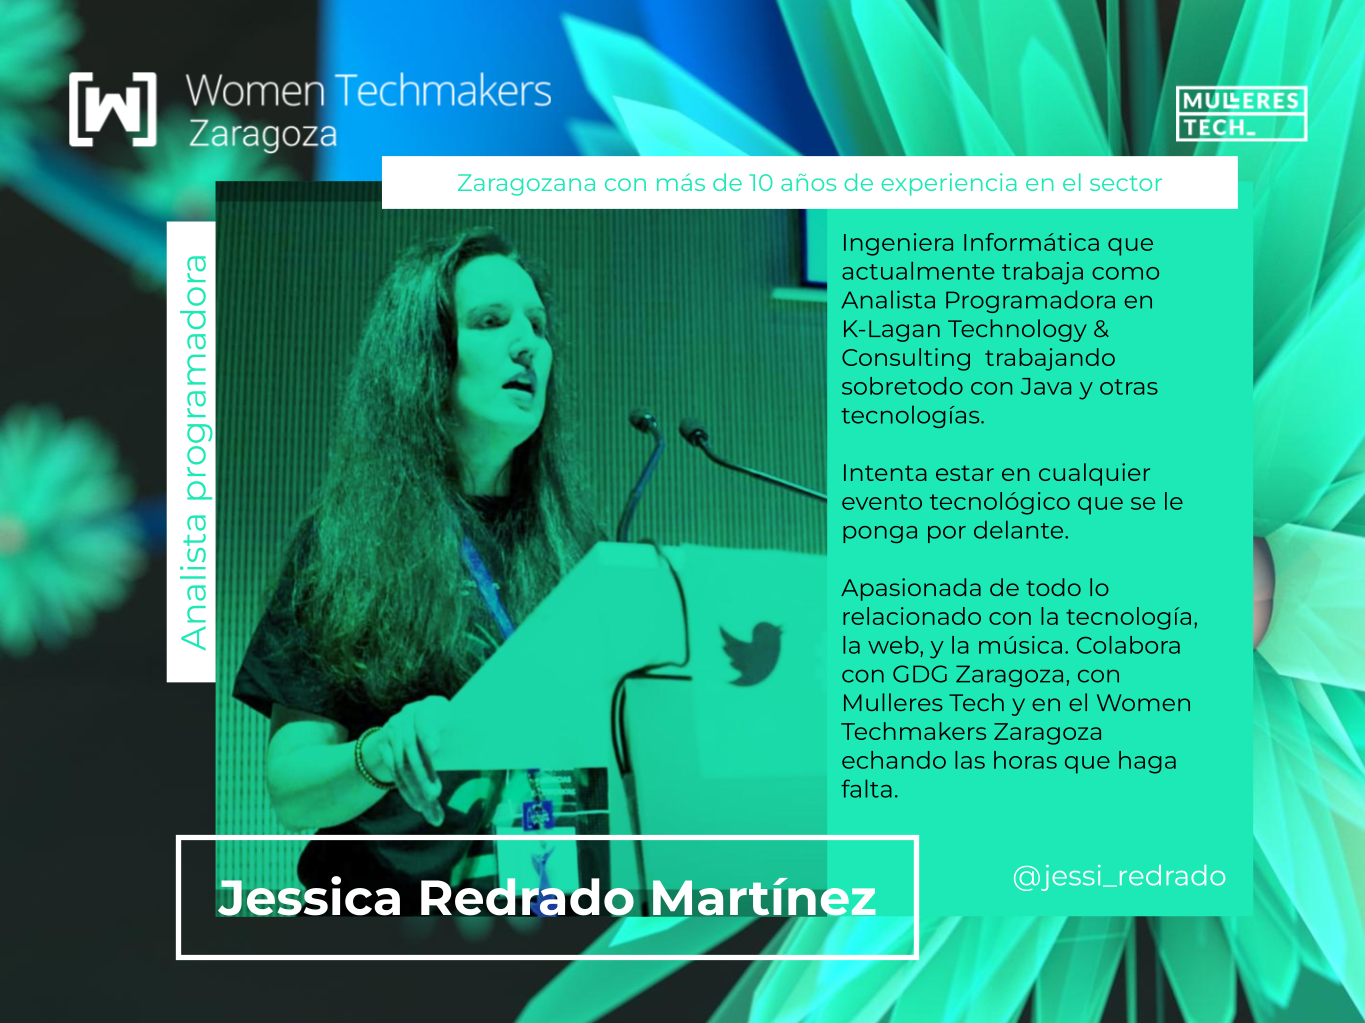 Women Techmakers
Zaragoza
MULLERES
TECH_
Zaragozana con más de 10 años de experiencia en el sector
Analista programadora
Ingeniera Informática que
actualmente trabaja como
Analista Programadora en
K-Lagan Technology &
Consulting  trabajando
sobretodo con Java y otras
tecnologías.
Intenta estar en cualquier
evento tecnológico que se le
ponga por delante.
Apasionada de todo lo
relacionado con la tecnología,
la web, y la música. Colabora
con GDG Zaragoza, con
Mulleres Tech y en el Women
Techmakers Zaragoza
echando las horas que haga
falta.
@jessi_redrado
Jessica Redrado Martínez